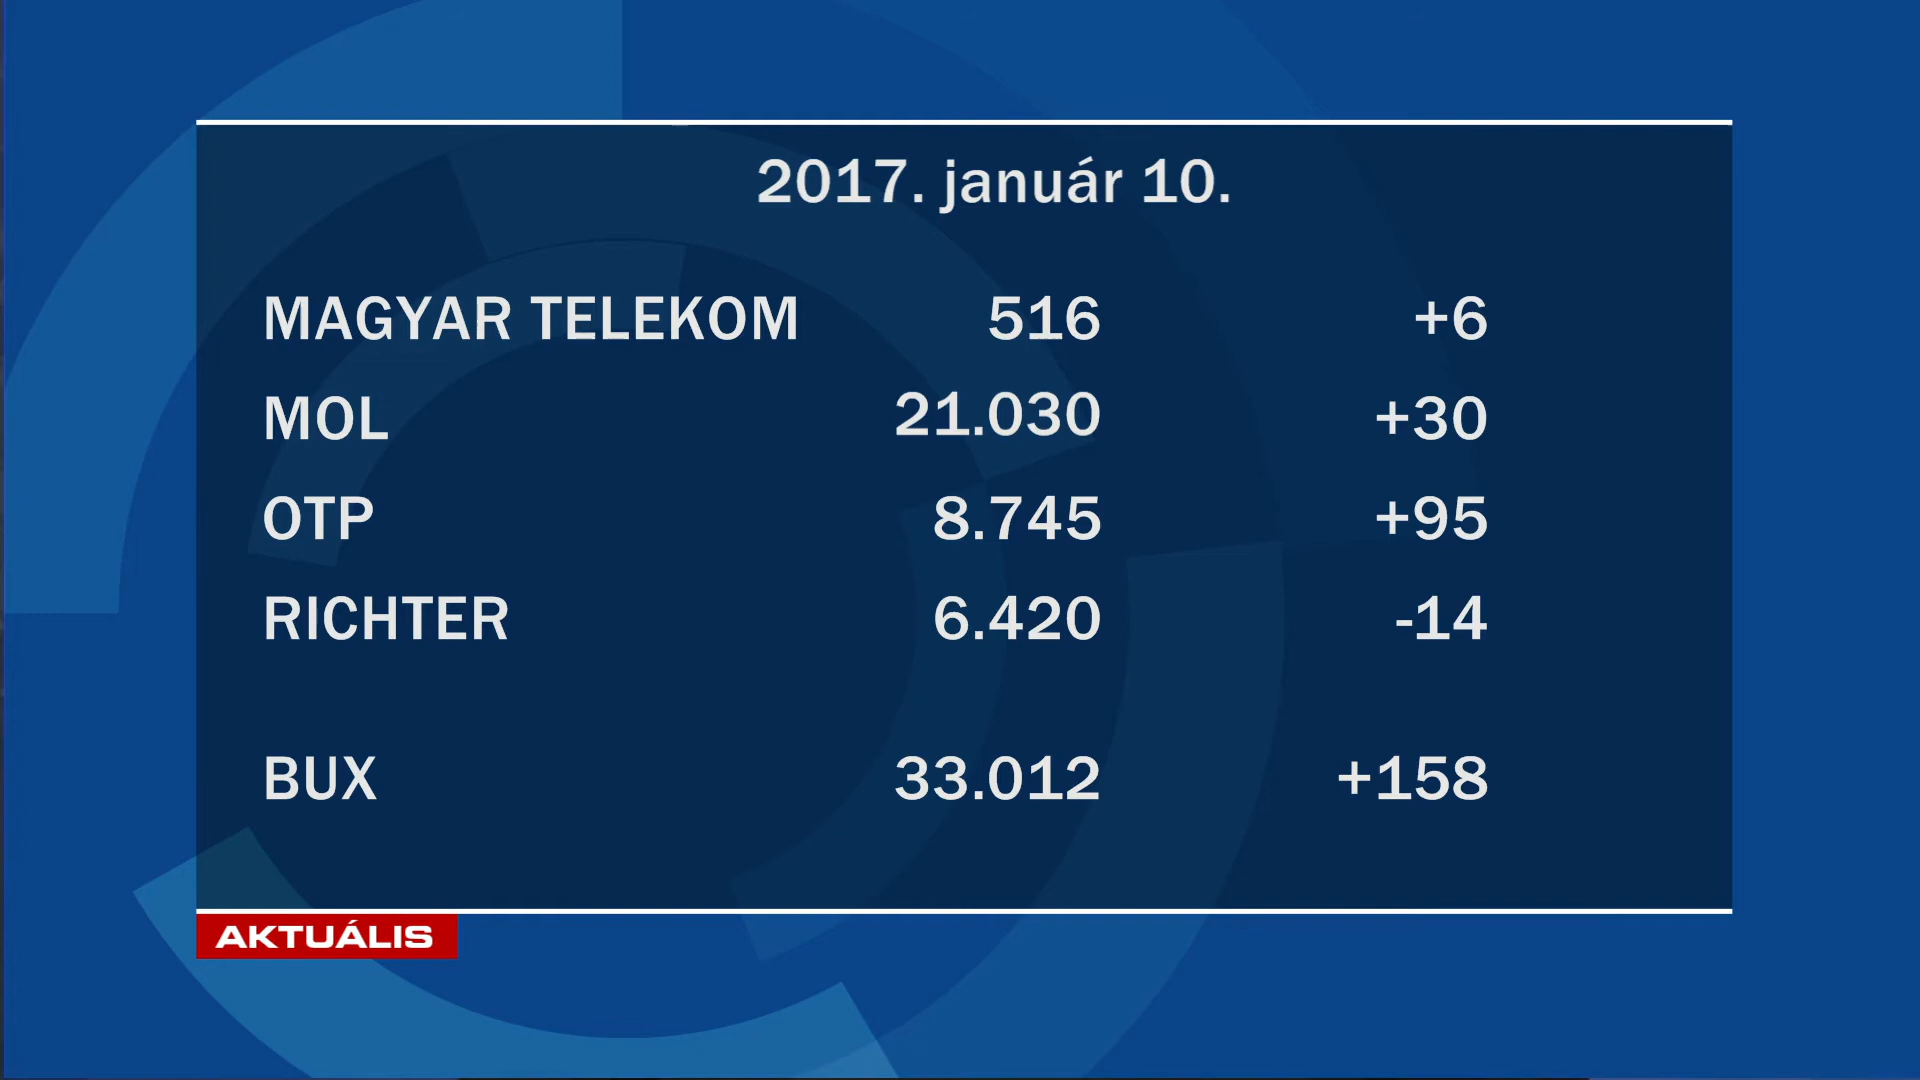 2017. január 10.
MAGYAR TELEKOM 516 +6
MOL 21.030 +30
OTP 8.745 +95
RICHTER 6.420 -14
BUX 33.012 +158
AKTUÁLIS